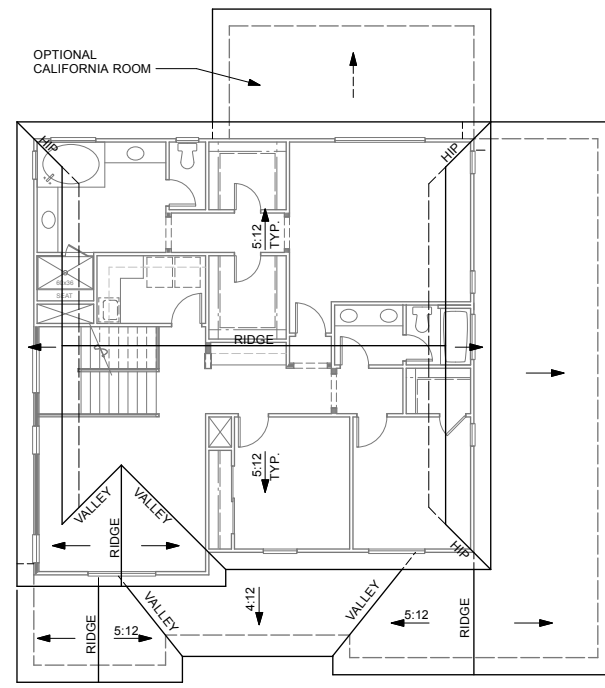 OPTIONAL
CALIFORNIA ROOM
HIP
HIP
5:12
TYP.
SEAT
RIDGE
5:12
TYP.
VALLEY
VALLEY
RIDGE
HIP
VALLEY
4:12
VALLEY
RIDGE
5:12
5:12
RIDGE